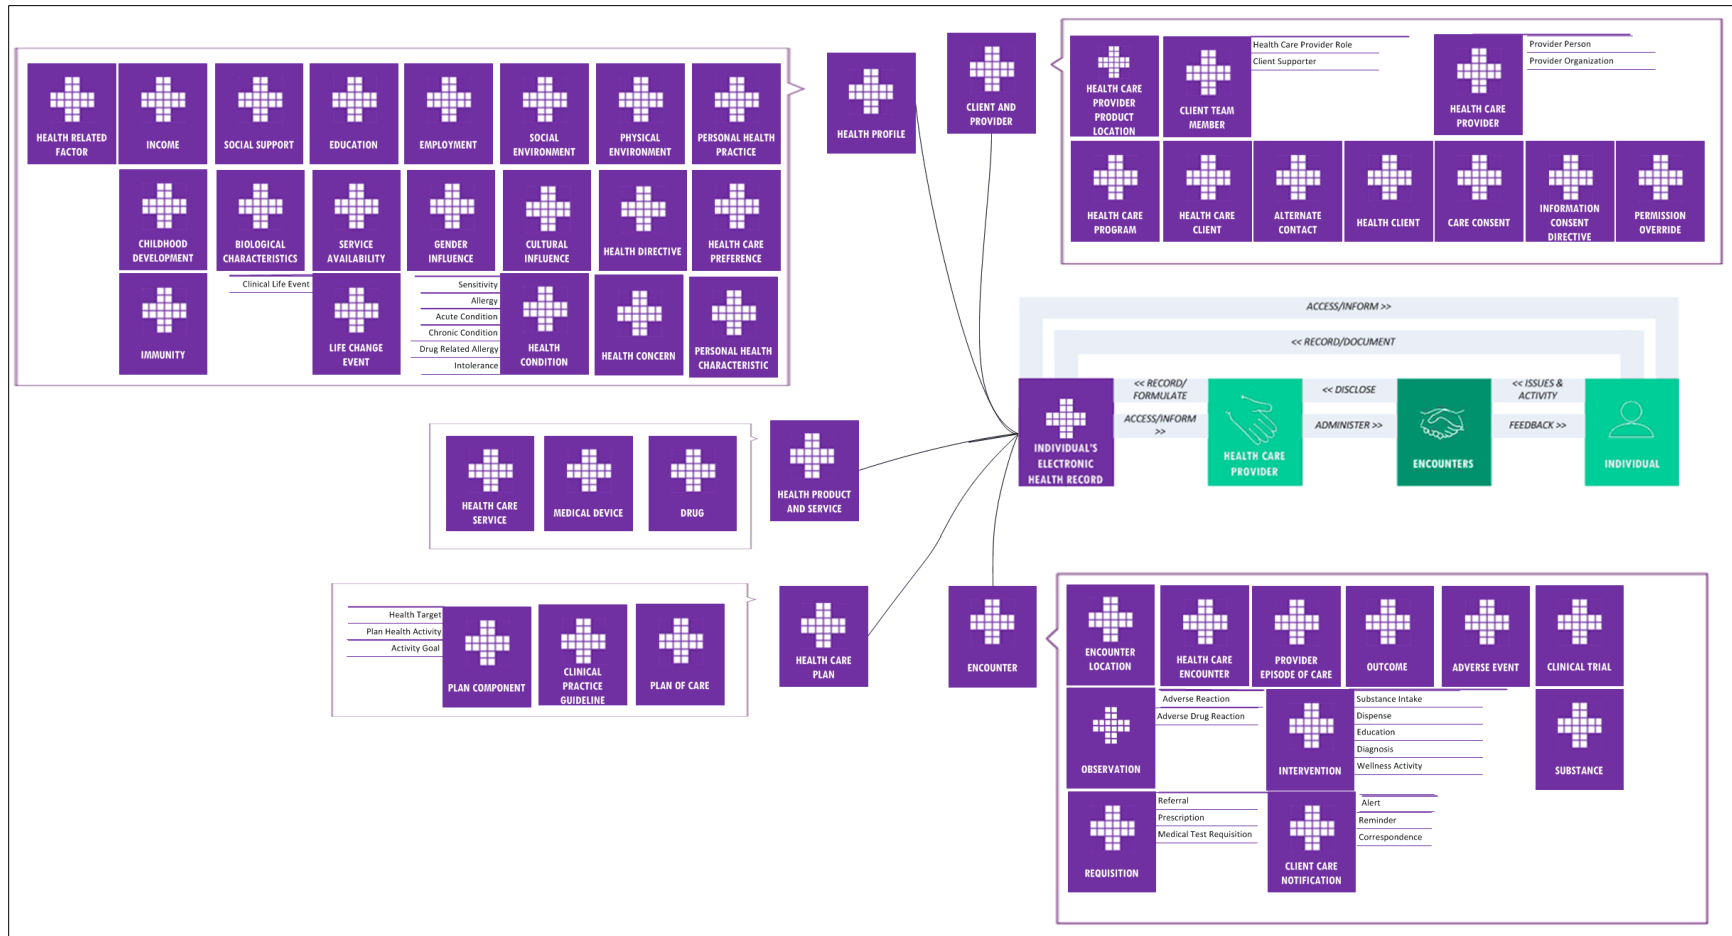 HEALTH RELATED
FACTOR
INCOME
SOCIAL SUPPORT
EDUCATION
EMPLOYMENT
SOCIAL
ENVIRONMENT
PHYSICAL
ENVIRONMENT
PERSONAL HEALTH
PRACTICE
CHILDHOOD
DEVELOPMENT
BIOLOGICAL
CHARACTERISTICS
SERVICE
AVAILABILITY
GENDER
INFLUENCE
CULTURAL
INFLUENCE
HEALTH DIRECTIVE
HEALTH CARE
PREFERENCE
IMMUNITY
Clinical Life Event
LIFE CHANGE
EVENT
Sensitivity
Allergy
Acute Condition
Chronic Condition
Drug Related Allergy
Intolerance
HEALTH
CONDITION
HEALTH CONCERN
PERSONAL HEALTH
CHARACTERISTIC
HEALTH PROFILE
CLIENT AND
PROVIDER
HEALTH CARE
PROVIDER
PRODUCT
LOCATION
CLIENT TEAM
MEMBER
Health Care Provider Role
Client Supporter
HEALTH CARE
PROVIDER
Provider Person
Provider Organization
HEALTH CARE
PROGRAM
HEALTH CARE
CLIENT
ALTERNATE
CONTACT
HEALTH CLIENT
CARE CONSENT
INFORMATION
CONSENT
DIRECTIVE
PERMISSION
OVERRIDE
ACCESS/INFORM >>
<< RECORD/DOCUMENT
INDIVIDUAL'S
ELECTRONIC
HEALTH RECORD
<< RECORD/
FORMULATE
ACCESS/INFORM
>>
HEALTH CARE
PROVIDER
<< DISCLOSE
ADMINISTER >>
ENCOUNTERS
<< ISSUES &
ACTIVITY
FEEDBACK >>
INDIVIDUAL
HEALTH CARE
SERVICE
MEDICAL DEVICE
DRUG
HEALTH PRODUCT
AND SERVICE
Health Target
Plan Health Activity
Activity Goal
PLAN COMPONENT
CLINICAL
PRACTICE
GUIDELINE
PLAN OF CARE
HEALTH CARE
PLAN
ENCOUNTER
ENCOUNTER
LOCATION
HEALTH CARE
ENCOUNTER
PROVIDER
EPISODE OF CARE
OUTCOME
ADVERSE EVENT
CLINICAL TRIAL
OBSERVATION
Adverse Reaction
Adverse Drug Reaction
INTERVENTION
Substance Intake
Dispense
Education
Diagnosis
Wellness Activity
SUBSTANCE
REQUISITION
Referral
Prescription
Medical Test Requisition
CLIENT CARE
NOTIFICATION
Alert
Reminder
Correspondence